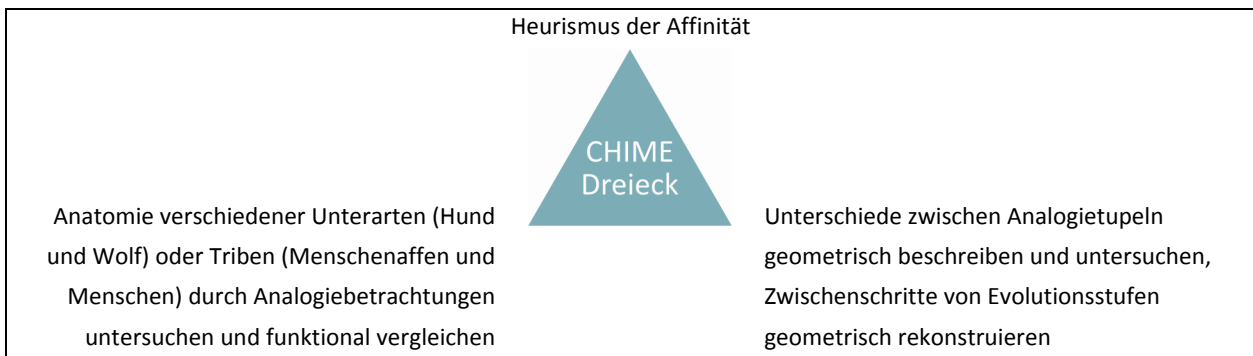 Heurismus der Affinität
CHIME
Dreieck
Anatomie verschiedener Unterarten (Hund
und Wolf) oder Triben (Menschenaffen und
Menschen) durch Analogiebetrachtungen
untersuchen und funktional vergleichen
Unterschiede zwischen Analogietupeln
geometrisch beschreiben und untersuchen,
Zwischenschritte von Evolutionsstufen
geometrisch rekonstruieren